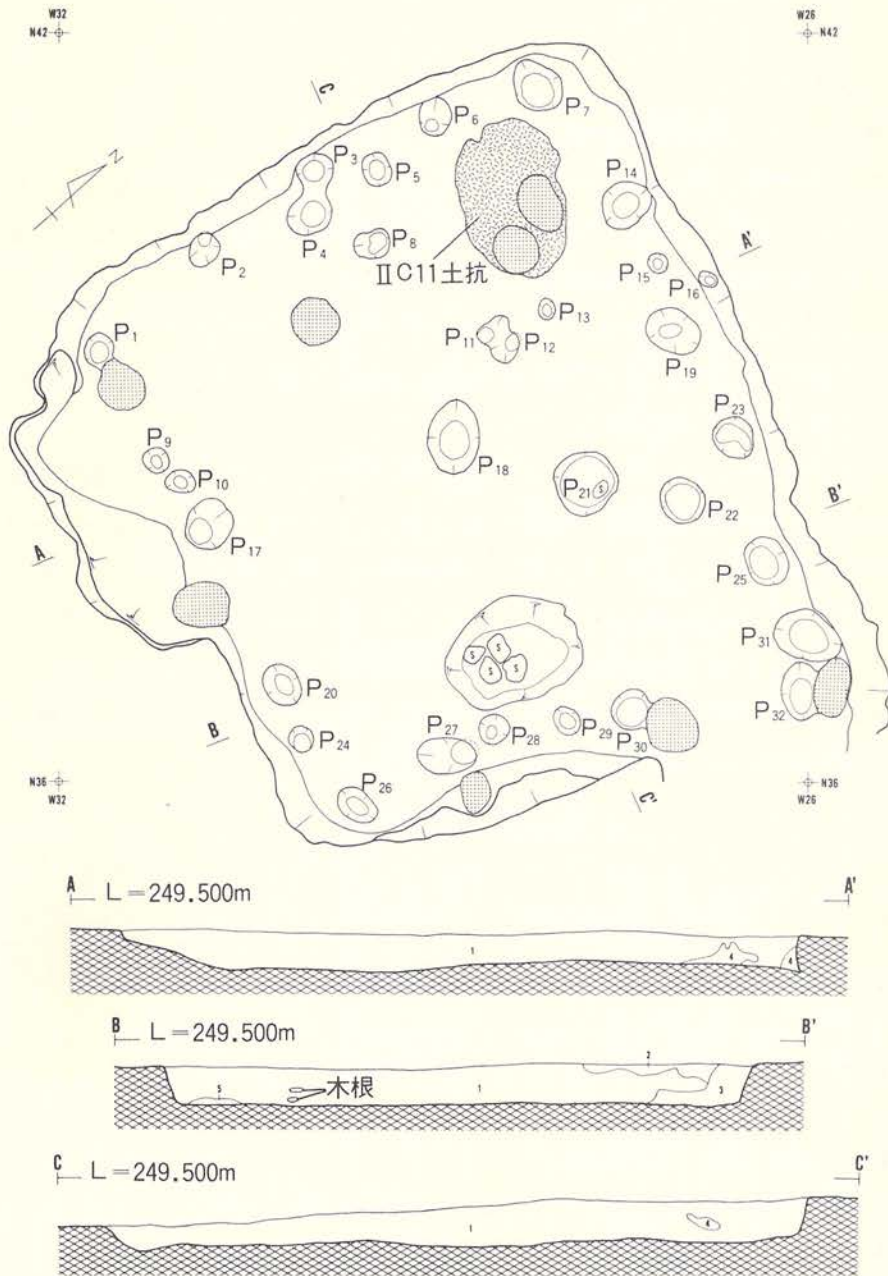 W32
N42
W26
N42
C
P7
P6
P3
P5
P14
N
P4
P8
P2
A'
P15
P16
ⅡC11土坑
P13
P11
P12
P1
P19
P23
P9
P18
P10
P21
S
P22
B'
P17
A
P25
P31
S
S
S
S
P20
P32
B
P27
P28
P29
P30
P24
P26
N36
W32
C'
N36
W26
A
L=249.500m
A'
1
4
4
B
L=249.500m
B'
2
5
木根
1
3
C
L=249.500m
C'
1
4